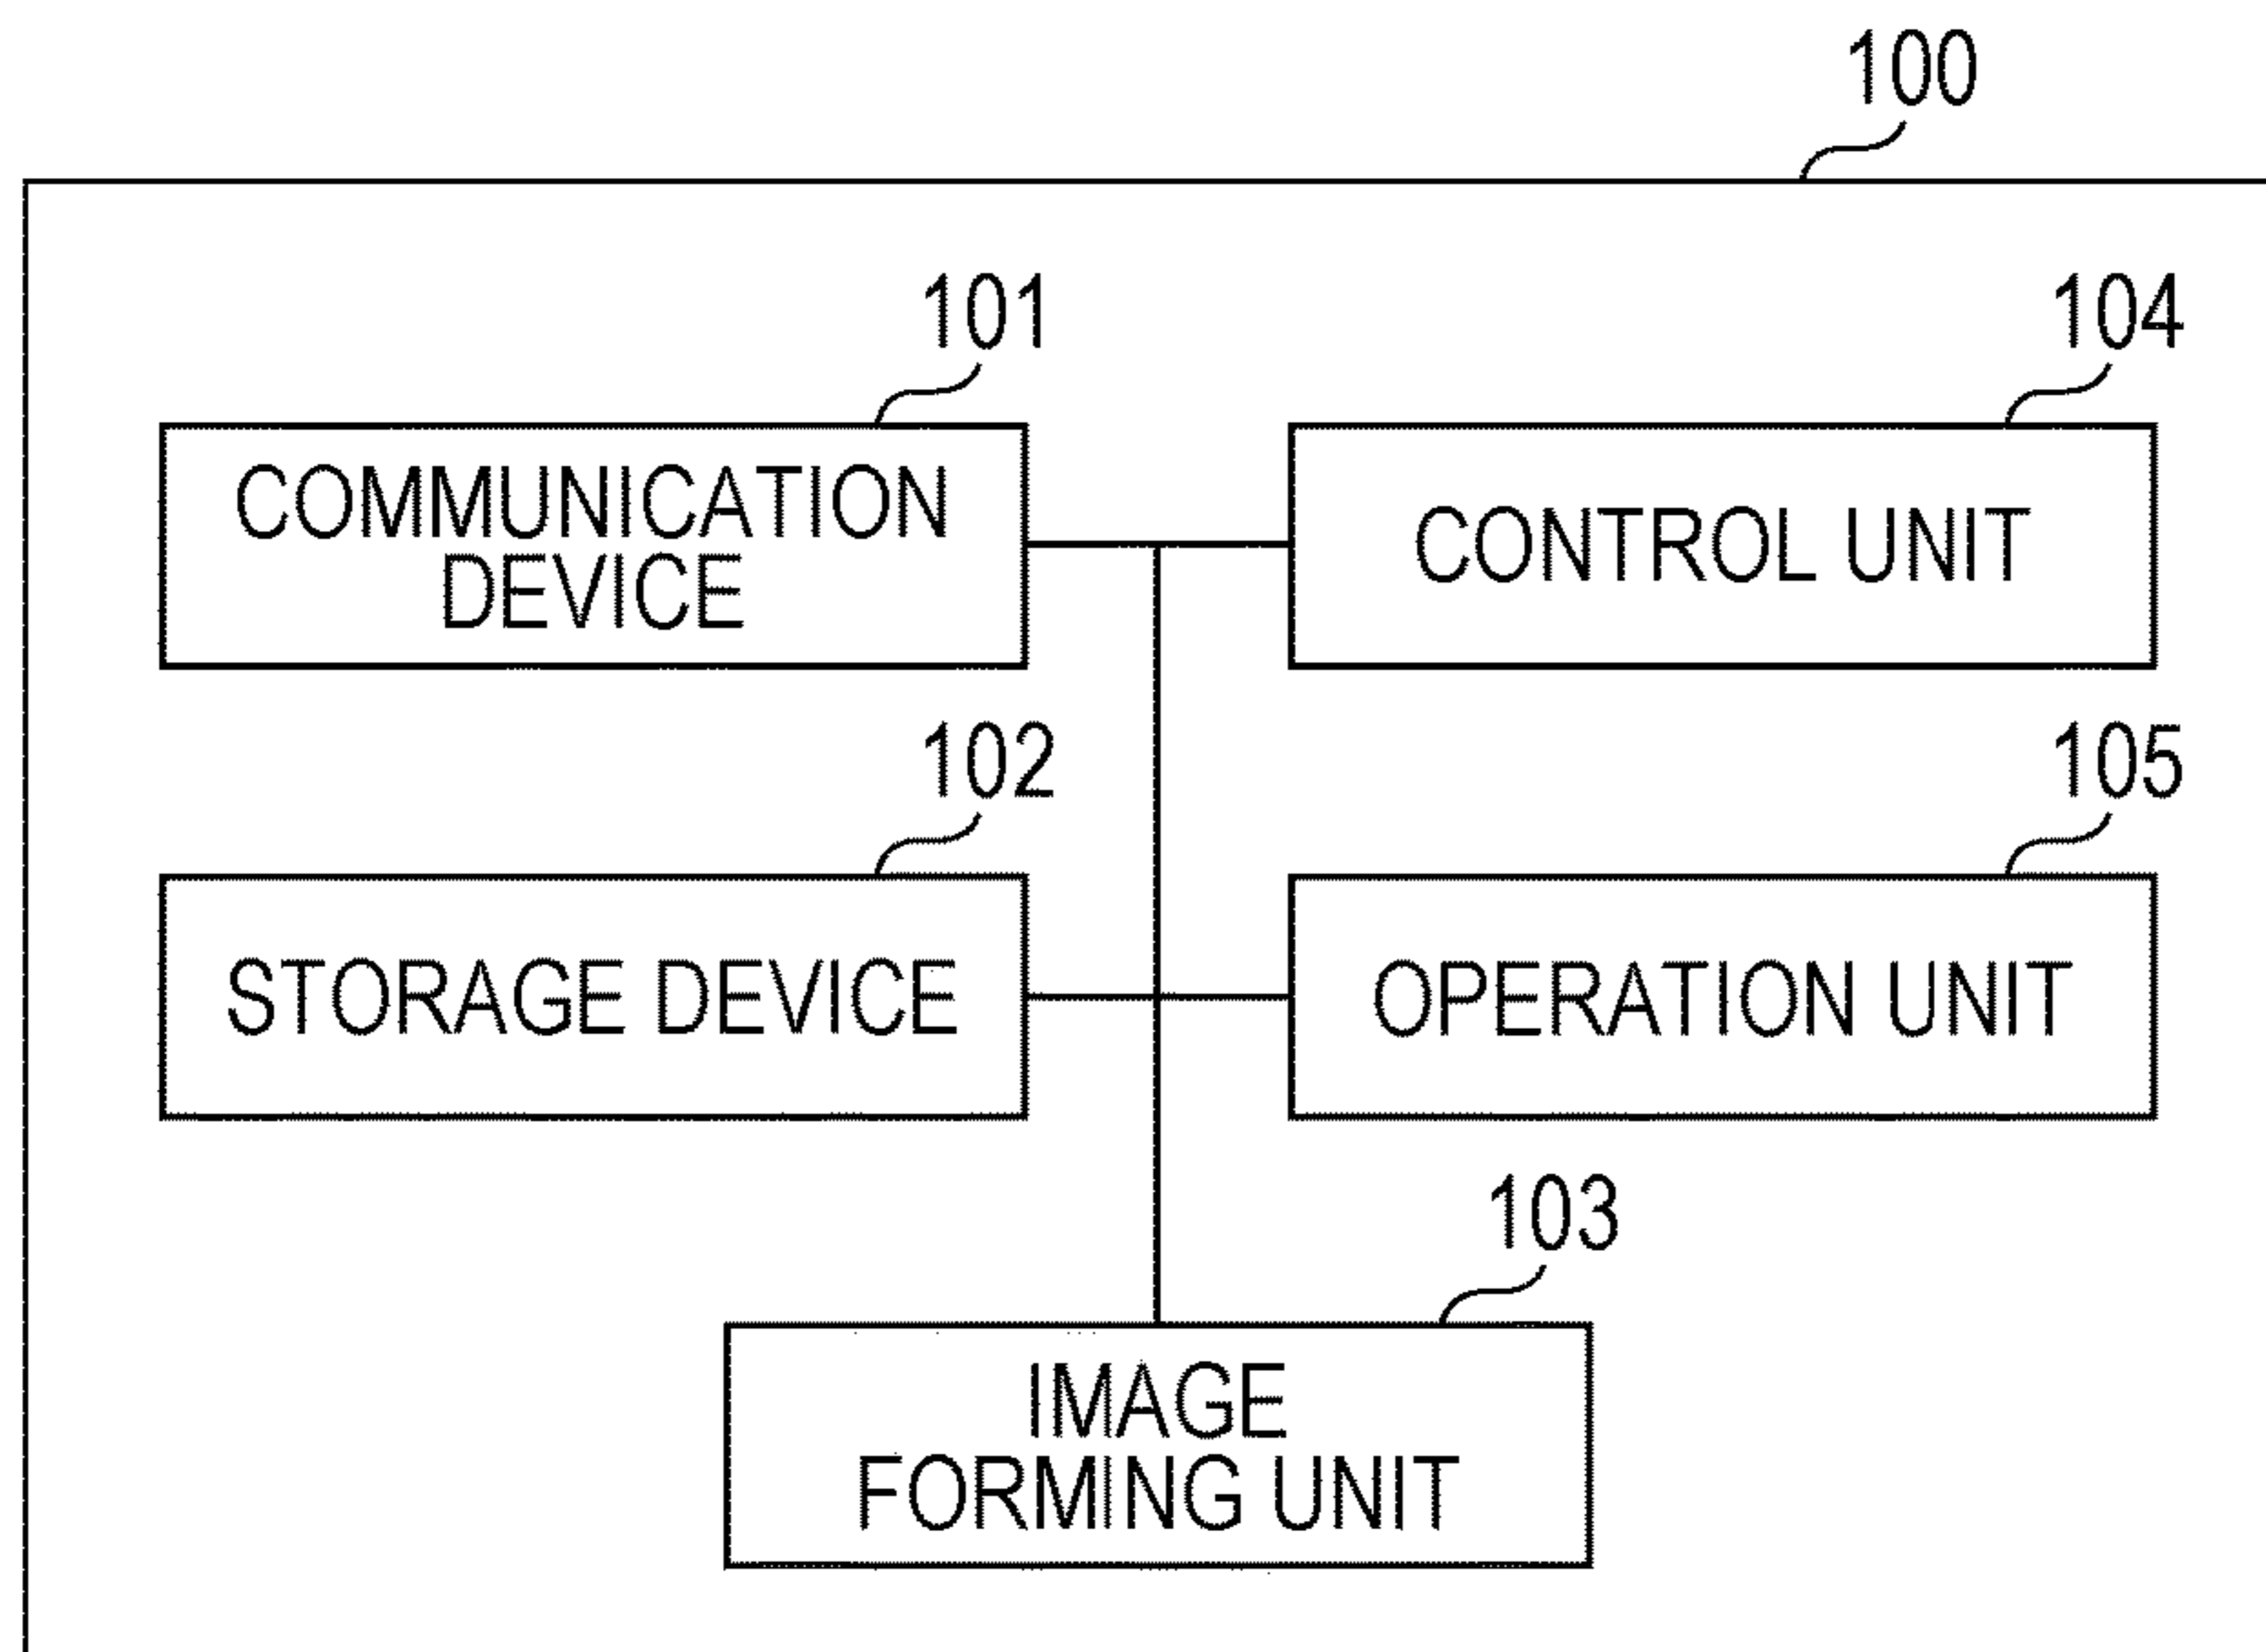 100
101
COMMUNICATION
DEVICE
104
CONTROL UNIT
102
STORAGE DEVICE
105
OPERATION UNIT
103
IMAGE
FORMING UNIT